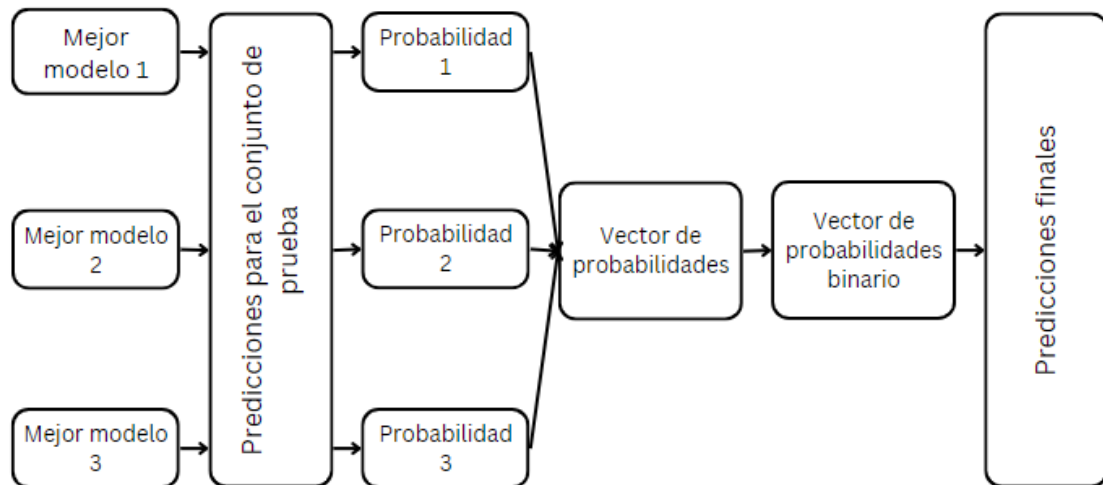 Mejor
modelo 1
Mejor modelo
2
Mejor modelo
3
Predicciones para el conjunto de
prueba
Probabilidad
1
Probabilidad
2
Probabilidad
3
Vector de
probabilidades
Vector de
probabilidades
binario
Predicciones finales